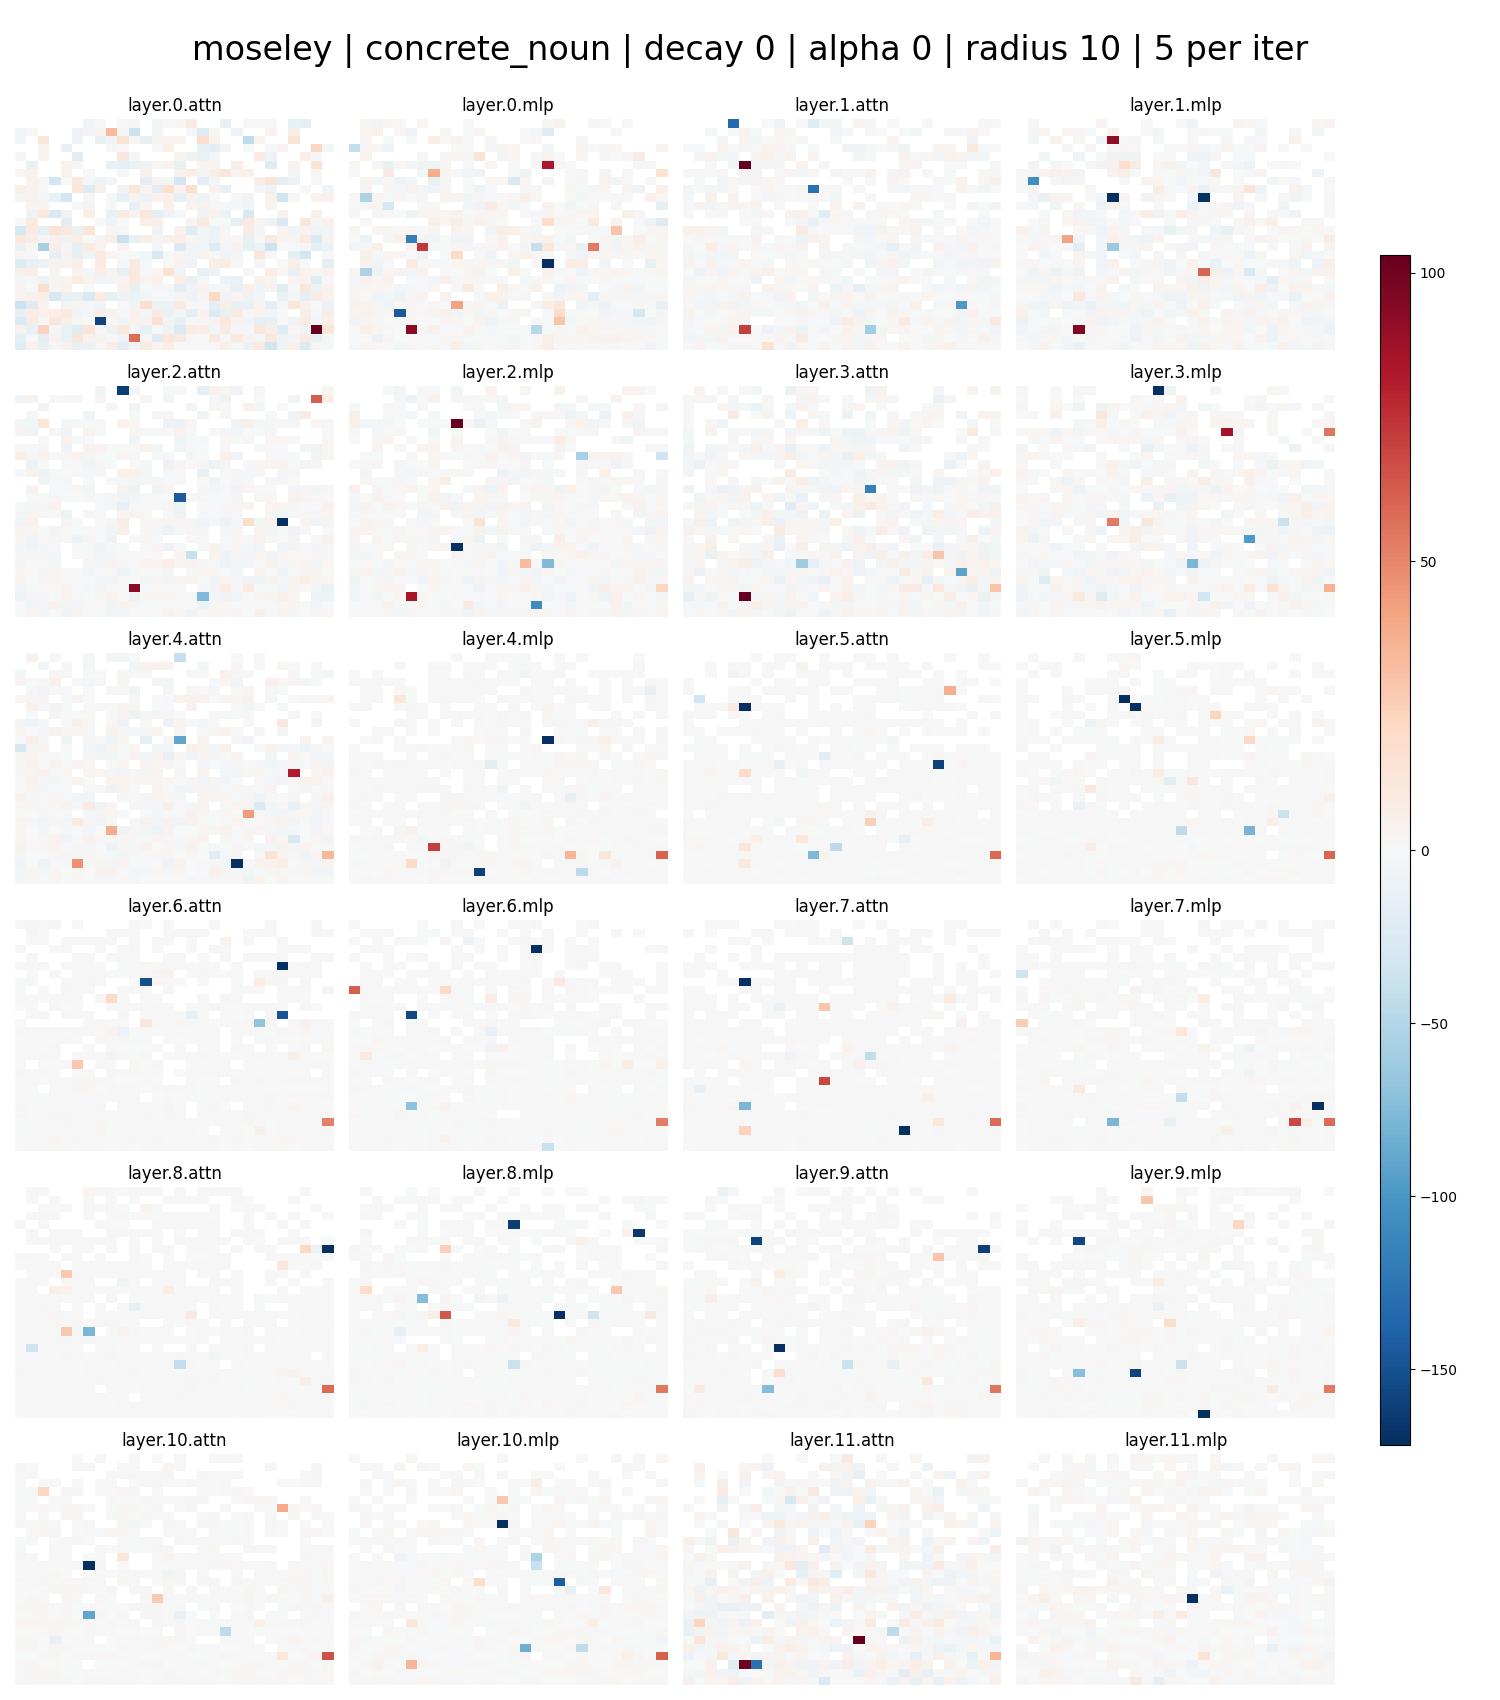 moseley | concrete_noun | decay 0 | alpha 0 | radius 10 | 5 per iter
layer.0.attn
layer.0.mlp
layer.1.attn
layer.1.mlp
layer.2.attn
layer.2.mlp
layer.3.attn
layer.3.mlp
layer.4.attn
layer.4.mlp
layer.5.attn
layer.5.mlp
layer.6.attn
layer.6.mlp
layer.7.attn
layer.7.mlp
layer.8.attn
layer.8.mlp
layer.9.attn
layer.9.mlp
layer.10.attn
layer.10.mlp
layer.11.attn
layer.11.mlp
100
50
0
−50
−100
−150